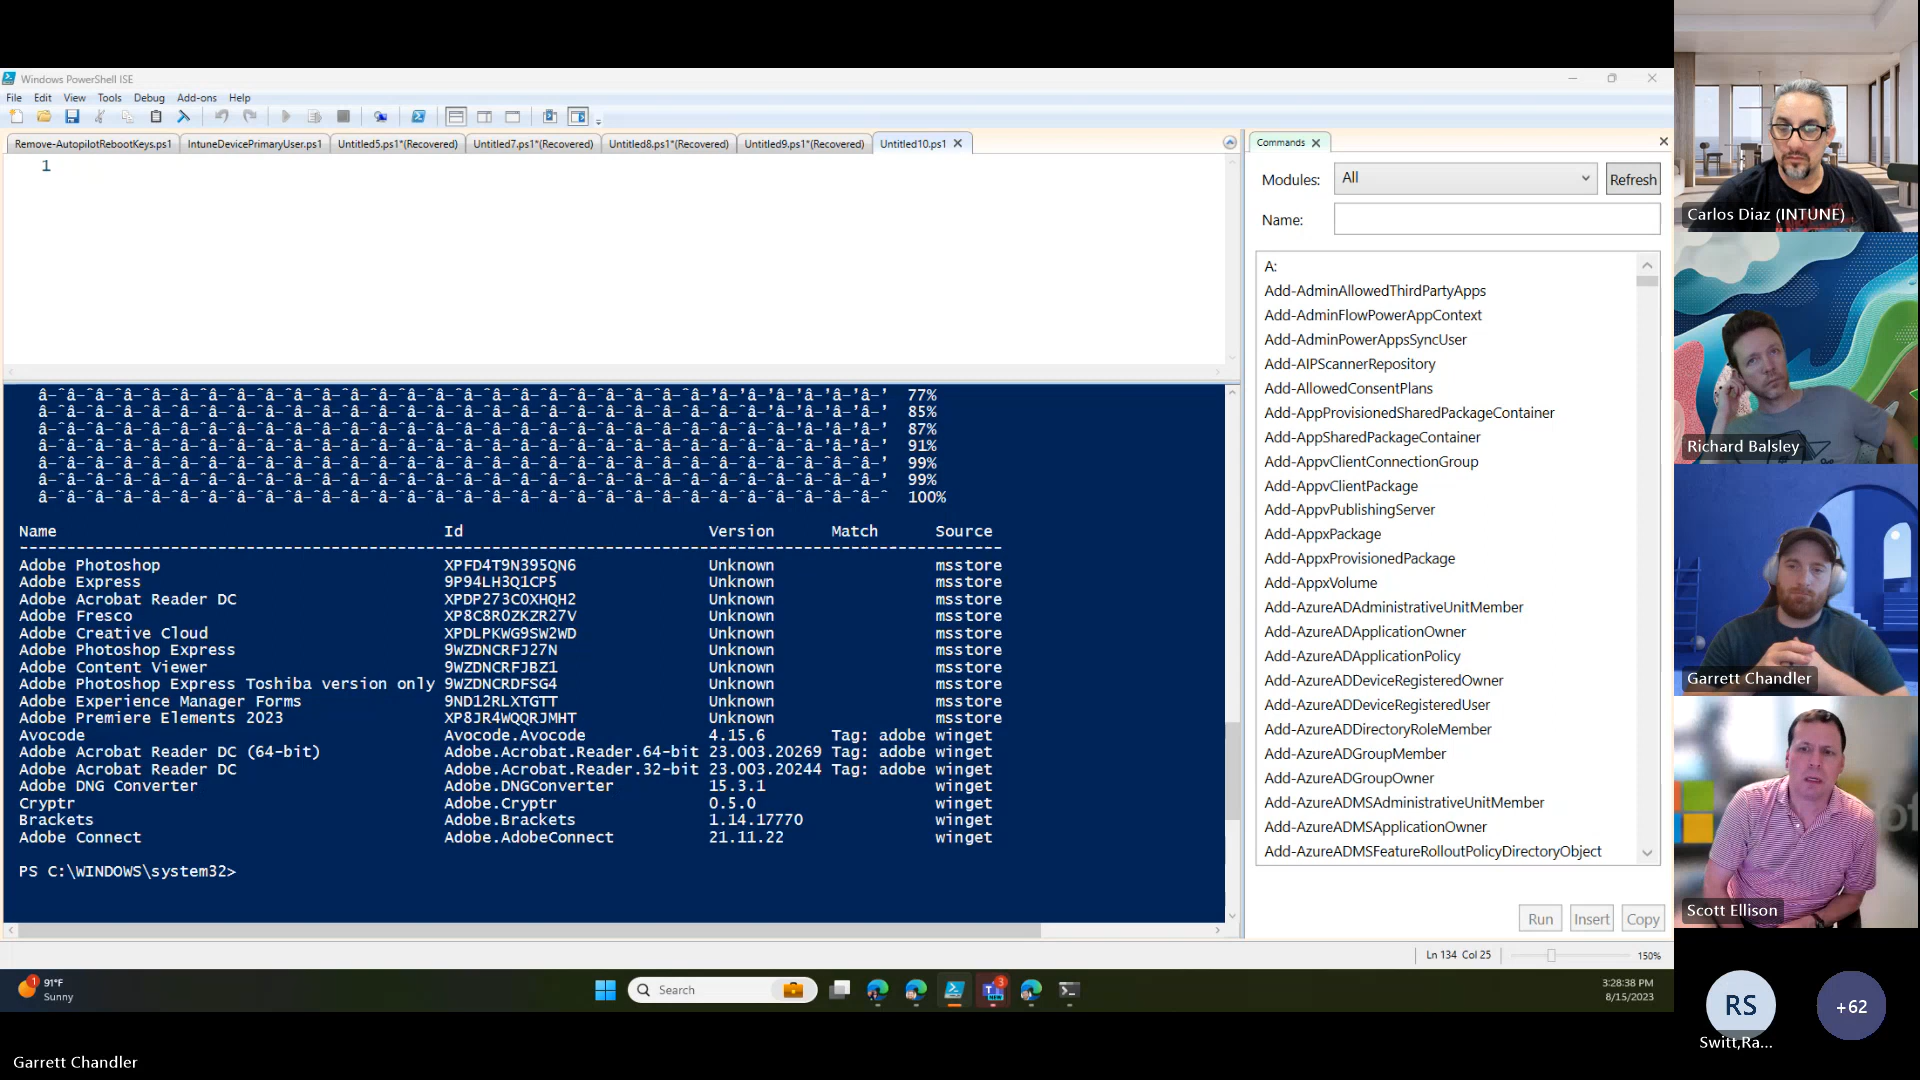 Windows PowerShell ISE
File Edit View Tools Debug Add-ons Help
Remove-AutopilotRebootKeys.ps1 IntuneDevicePrimaryUser.ps1 Untitled5.ps1*(Recovered) Untitled7.ps1*(Recovered) Untitled8.ps1*(Recovered) Untitled9.ps1*(Recovered) Untitled10.ps1
1
77%
85%
87%
91%
99%
99%
100%
Name Id Version Match Source
Adobe Photoshop XPFD4T9N395QN6 Unknown msstore
Adobe Express 9P94LH3Q1CP5 Unknown msstore
Adobe Acrobat Reader DC XPDP273C0XHQH2 Unknown msstore
Adobe Fresco XP8C8R0ZKZR27V Unknown msstore
Adobe Creative Cloud XPDLPKWG9SW2WD Unknown msstore
Adobe Photoshop Express 9WZDNCRFJ27N Unknown msstore
Adobe Content Viewer 9WZDNCRFJBZ1 Unknown msstore
Adobe Photoshop Express Toshiba version only 9WZDNCRDFSG4 Unknown msstore
Adobe Experience Manager Forms 9ND12RLXTGTT Unknown msstore
Adobe Premiere Elements 2023 XP8JR4WQQRJMHT Unknown msstore
Avocode Avocode.Avocode 4.15.6 Tag: adobe winget
Adobe Acrobat Reader DC (64-bit) Adobe.Acrobat.Reader.64-bit 23.003.20269 Tag: adobe winget
Adobe Acrobat Reader DC Adobe.Acrobat.Reader.32-bit 23.003.20244 Tag: adobe winget
Adobe DNG Converter Adobe.DNGConverter 15.3.1 winget
Cryptr Adobe.Cryptr 0.5.0 winget
Brackets Adobe.Brackets 1.14.17770 winget
Adobe Connect Adobe.AdobeConnect 21.11.22 winget
PS C:\WINDOWS\system32>
Commands
Modules: All Refresh
Name:
A:
Add-AdminAllowedThirdPartyApps
Add-AdminFlowPowerAppContext
Add-AdminPowerAppsSyncUser
Add-AIPScannerRepository
Add-AllowedConsentPlans
Add-AppProvisionedSharedPackageContainer
Add-AppSharedPackageContainer
Add-AppvClientConnectionGroup
Add-AppvClientPackage
Add-AppvPublishingServer
Add-AppxPackage
Add-AppxProvisionedPackage
Add-AppxVolume
Add-AzureADAdministrativeUnitMember
Add-AzureADApplicationOwner
Add-AzureADApplicationPolicy
Add-AzureADDeviceRegisteredOwner
Add-AzureADDeviceRegisteredUser
Add-AzureADDirectoryRoleMember
Add-AzureADGroupMember
Add-AzureADGroupOwner
Add-AzureADMSAdministrativeUnitMember
Add-AzureADMSApplicationOwner
Add-AzureADMSFeatureRolloutPolicyDirectoryObject
Run Insert Copy
Ln 134 Col 25 150%
1
91°F
Sunny
Search
3
NEW
3:28:38 PM
8/15/2023
Carlos Diaz (INTUNE)
Richard Balsley
Garrett Chandler
Scott Ellison
RS
+62
Switt,Ra...
Garrett Chandler